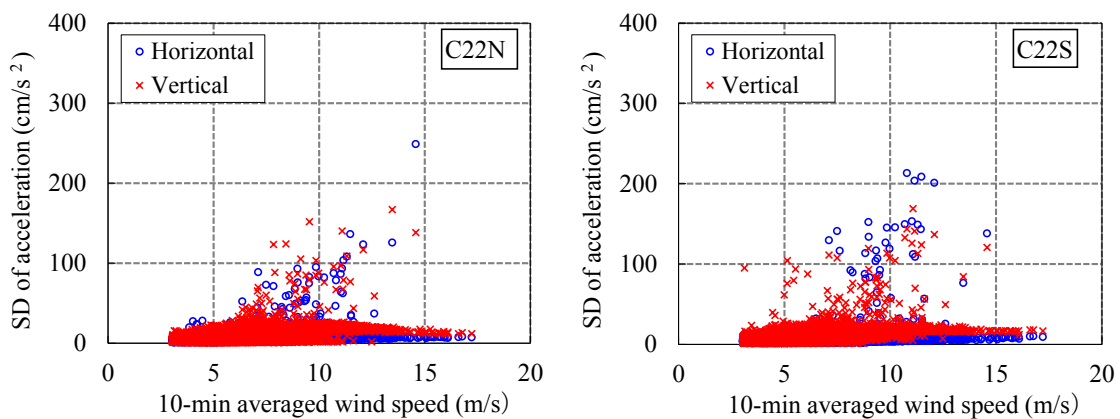 400
300
200
100
0
SD of acceleration (cm/s ²)
Horizontal
Vertical
C22N
0 5 10 15 20
10-min averaged wind speed (m/s)
400
300
200
100
0
SD of acceleration (cm/s ²)
Horizontal
Vertical
C22S
0 5 10 15 20
10-min averaged wind speed (m/s)